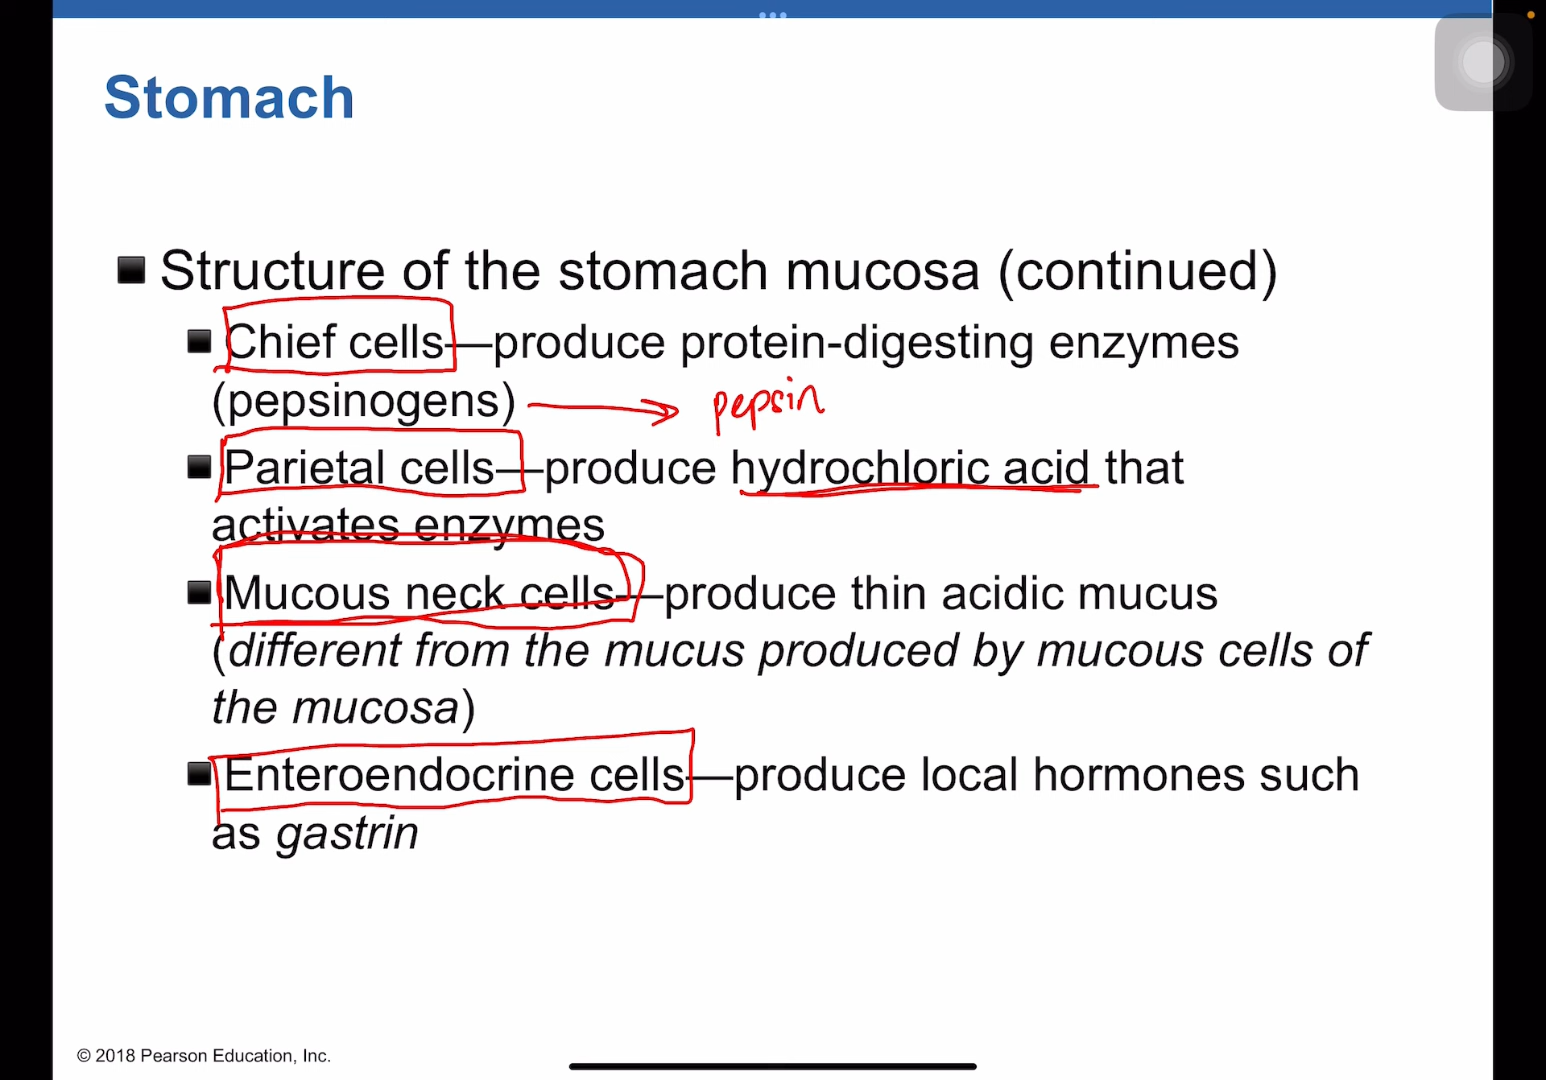 Stomach
Structure of the stomach mucosa (continued)
Chief cells—produce protein-digesting enzymes
(pepsinogens) → pepsin
Parietal cells—produce hydrochloric acid that
activates enzymes
Mucous neck cells—produce thin acidic mucus
(different from the mucus produced by mucous cells of
the mucosa)
Enteroendocrine cells—produce local hormones such
as gastrin
© 2018 Pearson Education, Inc.